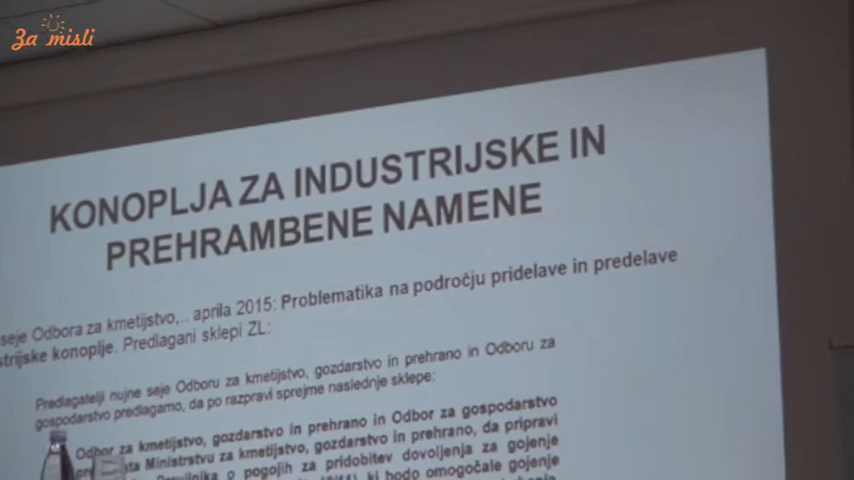 Za misli
KONOPLJA ZA INDUSTRIJSKE IN
PREHRAMBENE NAMENE
seje Odbora za kmetijstvo,.. aprila 2015: Problematika na področju pridelave in predelave
strijske konoplje. Predlagani sklepi ZL:
Predlagatelji nujne seje Odboru za kmetijstvo, gozdarstvo in prehrano in Odboru za
gospodarstvo predlagamo, da po razpravi sprejme naslednje sklepe:
Odbor za kmetijstvo, gozdarstvo in prehrano in Odbor za gospodarstvo
Ministrstvu za kmetijstvo, gozdarstvo in prehrano, da pripravi
o pogojih za pridobitev dovoljenja za gojenje
ki bodo omogočale gojenje